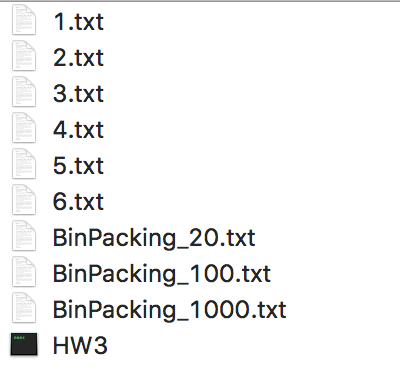 1.txt
2.txt
3.txt
4.txt
5.txt
6.txt
BinPacking_20.txt
BinPacking_100.txt
BinPacking_1000.txt
HW3